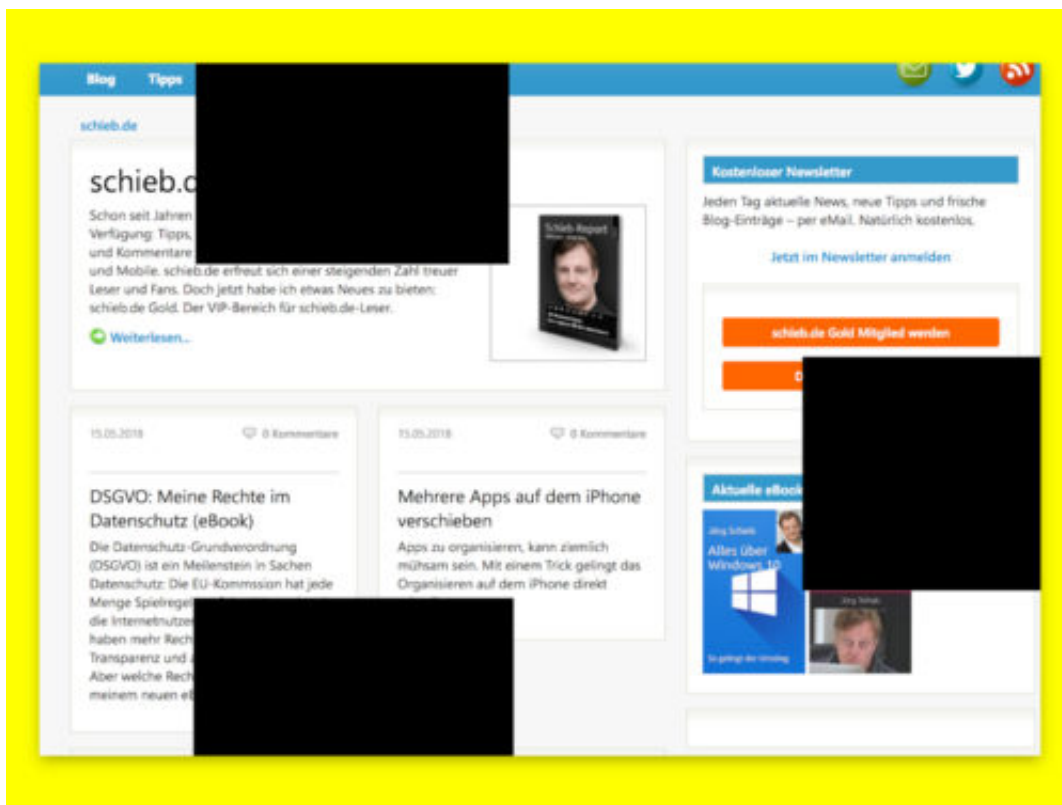 Blog Tipps
schieb.de
schieb.
Schon seit Jahren
Verfügung: Tipps,
und Kommentare
und Mobile. schieb.de erfreut sich einer steigenden Zahl treuer
Leser und Fans. Doch jetzt habe ich etwas Neues zu bieten:
schieb.de Gold. Der VIP-Bereich für schieb.de-Leser.
Weiterlesen...
Schieb-Report
Kostenloser Newsletter
Jeden Tag aktuelle News, neue Tipps und frische
Blog-Einträge – per eMail. Natürlich kostenlos.
Jetzt im Newsletter anmelden
schieb.de Gold Mitglied werden
15.05.2018 0 Kommentare
DSGVO: Meine Rechte im
Datenschutz (eBook)
Die Datenschutz-Grundverordnung
(DSGVO) ist ein Meilenstein in Sachen
Datenschutz: Die EU-Kommssion hat jede
Menge
die
haben mehr
Transparenz und
Aber welche
meinem neuen
15.05.2018 0 Kommentare
Mehrere Apps auf dem iPhone
verschieben
Apps zu organisieren, kann ziemlich
mühsam sein. Mit einem Trick gelingt das
Organisieren auf dem iPhone direkt
Aktuelle
Jörg Schieb
Alles über
Windows 10
So gelingt der Umstieg
Jörg Schieb